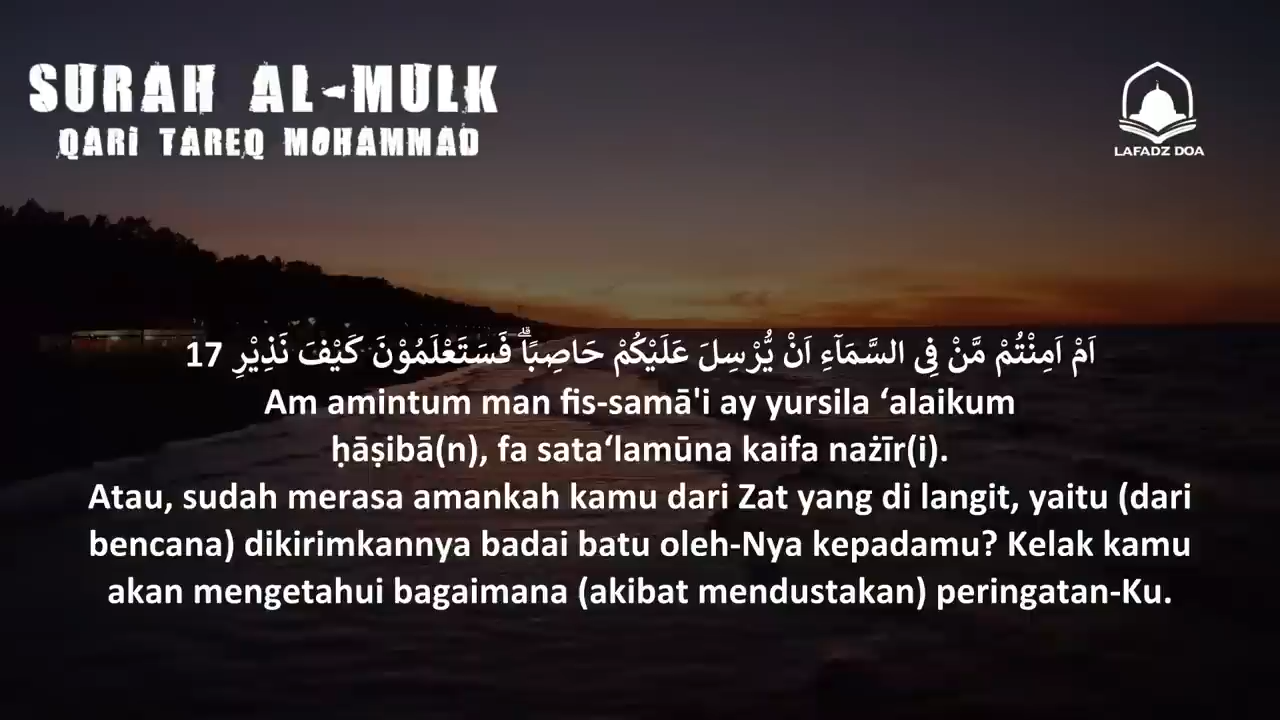 SURAH AL-MULK
QARI TAREQ MOHAMMAD
LAFADZ DOA
اَمْ اَمِنْتُمْ مَّنْ فِى السَّمَاۤءِ اَنْ يُّرْسِلَ عَلَيْكُمْ حَاصِبًاۗ فَسَتَعْلَمُوْنَ كَيْفَ نَذِيْرِ 17
Am amintum man fis-samā'i ay yursila ‘alaikum
ḥāṣibā(n), fa sata‘lamūna kaifa nażīr(i).
Atau, sudah merasa amankah kamu dari Zat yang di langit, yaitu (dari
bencana) dikirimkannya badai batu oleh-Nya kepadamu? Kelak kamu
akan mengetahui bagaimana (akibat mendustakan) peringatan-Ku.